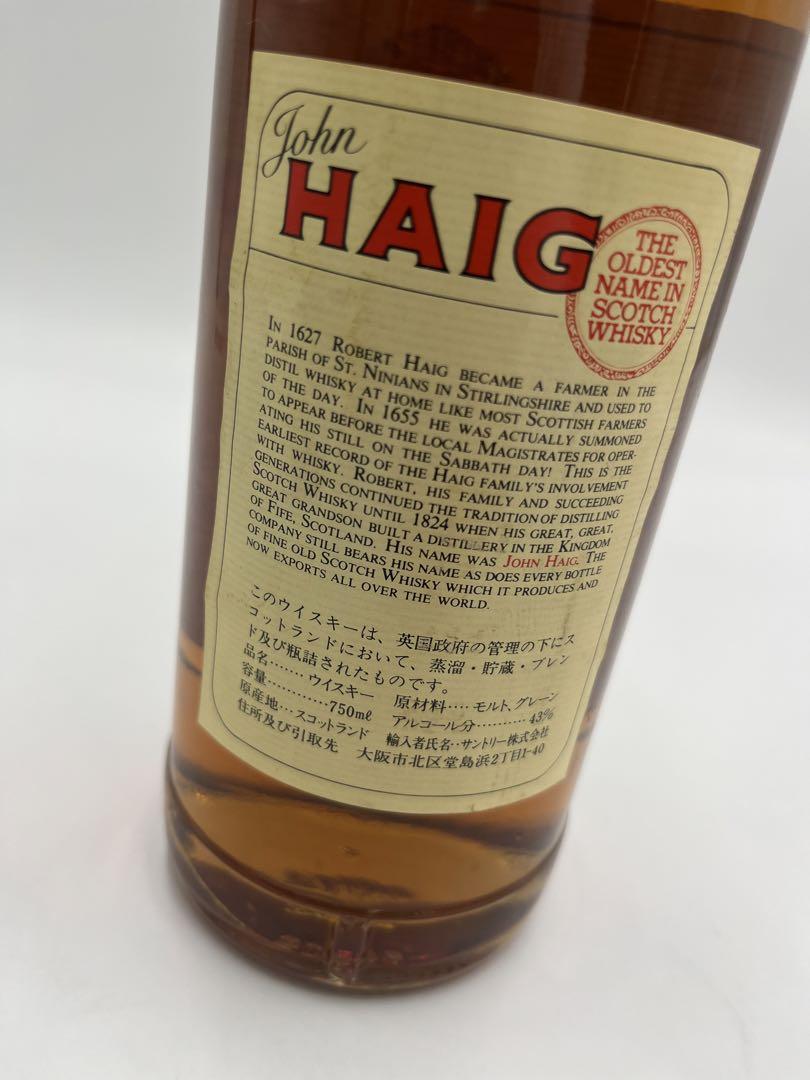 John
HAIG
THE
OLDEST
NAME IN
SCOTCH
WHISKY
IN 1627 ROBERT HAIG BECAME A FARMER IN THE
PARISH OF ST. NINIANS IN STIRLINGSHIRE AND USED TO
DISTIL WHISKY AT HOME LIKE MOST SCOTTISH FARMERS
OF THE DAY. IN 1655 HE WAS ACTUALLY SUMMONED
TO APPEAR BEFORE THE LOCAL MAGISTRATES FOR OPER-
ATING HIS STILL ON THE SABBATH DAY! THIS IS THE
EARLIEST RECORD OF THE HAIG FAMILY'S INVOLVEMENT
WITH WHISKY. ROBERT, HIS FAMILY AND SUCCEEDING
GENERATIONS CONTINUED THE TRADITION OF DISTILLING
SCOTCH WHISKY UNTIL 1824 WHEN HIS GREAT, GREAT,
GREAT GRANDSON BUILT A DISTILLERY IN THE KINGDOM
OF FIFE, SCOTLAND. HIS NAME WAS JOHN HAIG. THE
COMPANY STILL BEARS HIS NAME AS DOES EVERY BOTTLE
OF FINE OLD SCOTCH WHISKY WHICH IT PRODUCES AND
NOW EXPORTS ALL OVER THE WORLD.
このウイスキーは、英国政府の管理の下にス
コットランドにおいて、蒸溜・貯蔵・ブレン
ド及び瓶詰されたものです。
品名……ウイスキー 原材料‥‥モルト、グレーン
容量…………750mℓ アルコール分………43%
原産地…スコットランド 輸入者氏名‥サントリー株式会社
住所及び引取先 大阪市北区堂島浜2丁目1-40